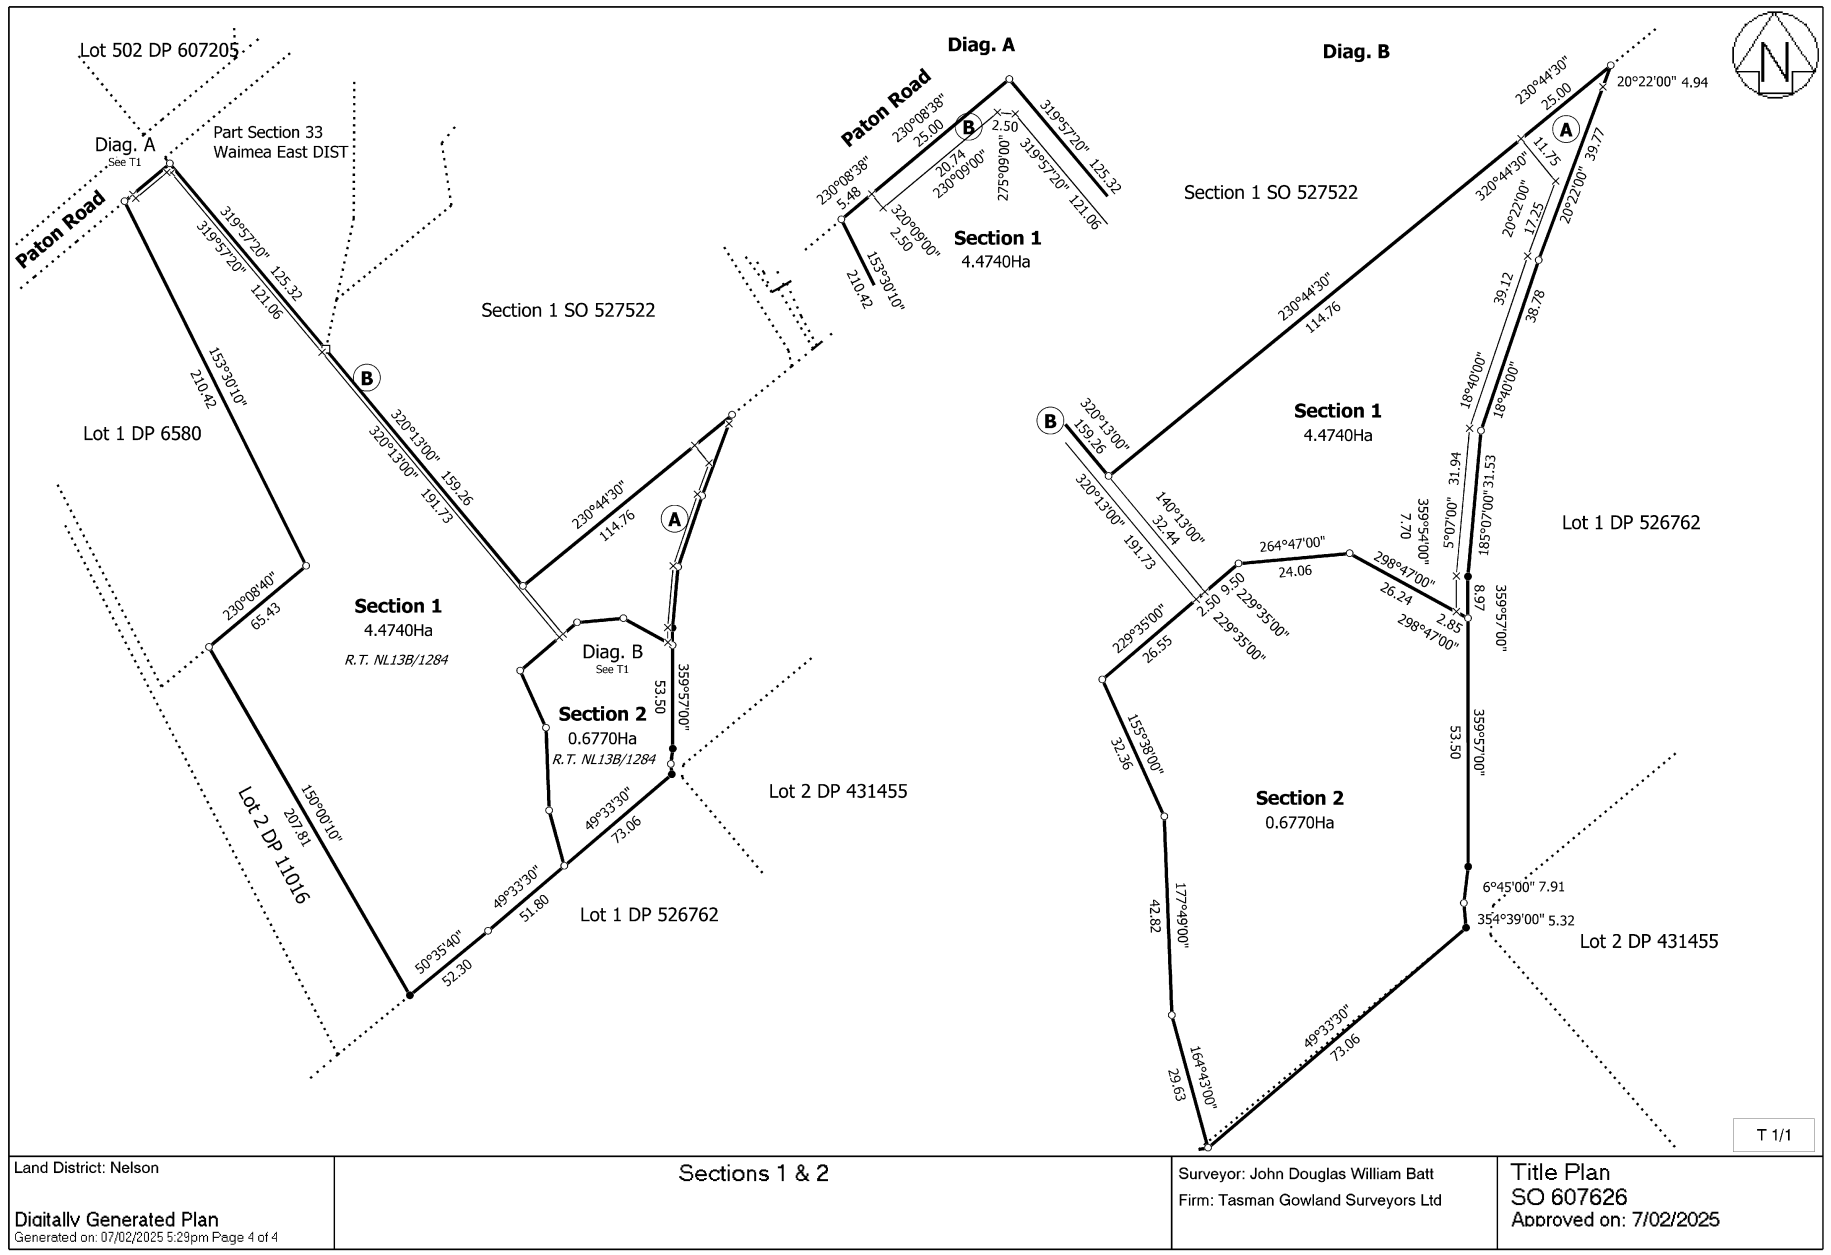 Lot 502 DP 607205
Diag. A
See T1
Part Section 33
Waimea East DIST
Paton Road
319°57'20" 125.32
319°57'20" 121.06
Section 1 SO 527522
B
153°30'10"
210.42
Lot 1 DP 6580
320°13'00" 159.26
320°13'00" 191.73
230°44'30"
114.76
A
230°08'40"
65.43
Section 1
4.4740Ha
R.T. NL13B/1284
Diag. B
See T1
Section 2
0.6770Ha
R.T. NL13B/1284
359°57'00"
53.50
Lot 2 DP 431455
49°33'30"
73.06
150°00'10"
207.81
Lot 2 DP 11016
49°33'30"
51.80
Lot 1 DP 526762
50°35'40"
52.30
Diag. A
Paton Road
230°08'38"
25.00
B
2.50
319°57'20" 125.32
230°08'38"
5.48
20.74
230°09'00"
275°09'00"
319°57'20" 121.06
320°09'00"
2.50
Section 1
4.4740Ha
153°30'10"
210.42
Diag. B
N
230°44'30"
25.00
20°22'00" 4.94
A
11.75
39.77
320°44'30"
Section 1 SO 527522
20°22'00"
17.25
20°22'00"
230°44'30"
114.76
39.12
38.78
18°40'00"
18°40'00"
Section 1
4.4740Ha
B
320°13'00"
159.26
320°13'00" 191.73
140°13'00"
32.44
31.94
5°07'00"
185°07'00" 31.53
359°54'00"
7.70
Lot 1 DP 526762
264°47'00"
24.06
298°47'00"
26.24
9.50
229°35'00"
2.50
229°35'00"
2.85
298°47'00"
8.97
359°57'00"
229°35'00"
26.55
155°38'00"
32.36
359°57'00"
53.50
Section 2
0.6770Ha
177°49'00"
42.82
6°45'00" 7.91
354°39'00" 5.32
Lot 2 DP 431455
49°33'30"
73.06
164°43'00"
29.63
T 1/1
Land District: Nelson
Digitally Generated Plan
Generated on: 07/02/2025 5:29pm Page 4 of 4
Sections 1 & 2
Surveyor: John Douglas William Batt
Firm: Tasman Gowland Surveyors Ltd
Title Plan
SO 607626
Approved on: 7/02/2025